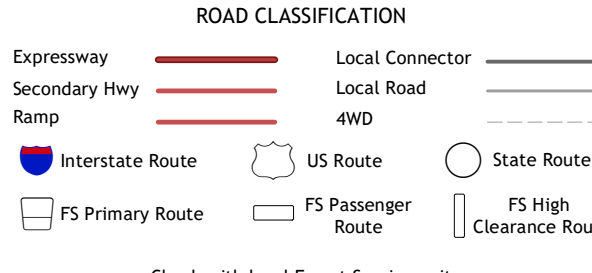 ROAD CLASSIFICATION
Expressway
Local Connector
Secondary Hwy
Local Road
Ramp
4WD
Interstate Route
US Route
State Route
FS Primary Route
FS Passenger
Route
FS High
Clearance Rou